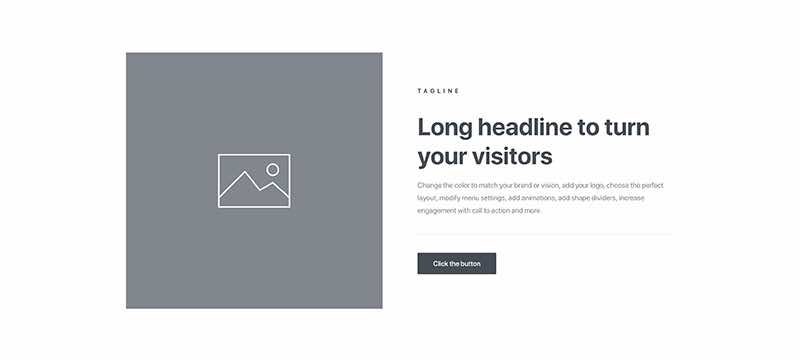 TAGLINE
Long headline to turn
your visitors
Change the color to match your brand or vision, add your logo, choose the perfect
layout, modify menu settings, add animations, add shape dividers, increase
engagement with call to action and more
Click the button